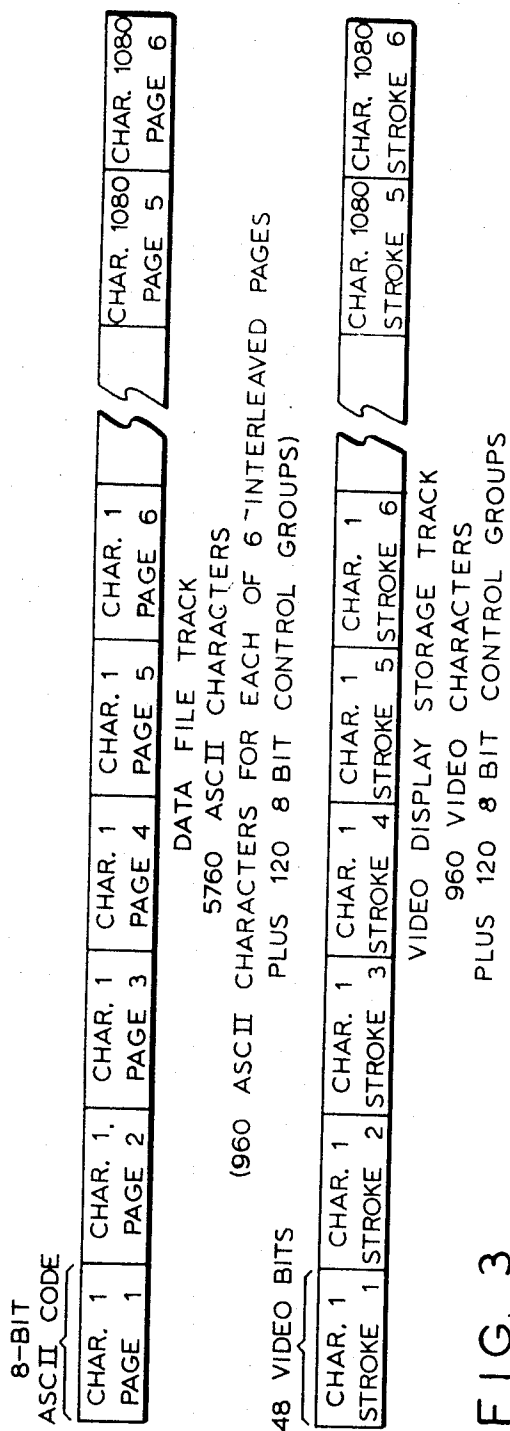 8-BIT
ASCII CODE
CHAR. 1 CHAR. 1. CHAR. 1 CHAR. 1 CHAR. 1 CHAR. 1 CHAR. 1080 CHAR. 1080
PAGE 1 PAGE 2 PAGE 3 PAGE 4 PAGE 5 PAGE 6 PAGE 5 PAGE 6
DATA FILE TRACK
5760 ASCII CHARACTERS
(960 ASCII CHARACTERS FOR EACH OF 6 INTERLEAVED PAGES
PLUS 120 8 BIT CONTROL GROUPS)
48 VIDEO BITS
CHAR. 1 CHAR. 1 CHAR. 1 CHAR. 1 CHAR. 1 CHAR. 1 CHAR. 1080 CHAR. 1080
STROKE 1 STROKE 2 STROKE 3 STROKE 4 STROKE 5 STROKE 6 STROKE 5 STROKE 6
VIDEO DISPLAY STORAGE TRACK
960 VIDEO CHARACTERS
PLUS 120 8 BIT CONTROL GROUPS
FIG. 3